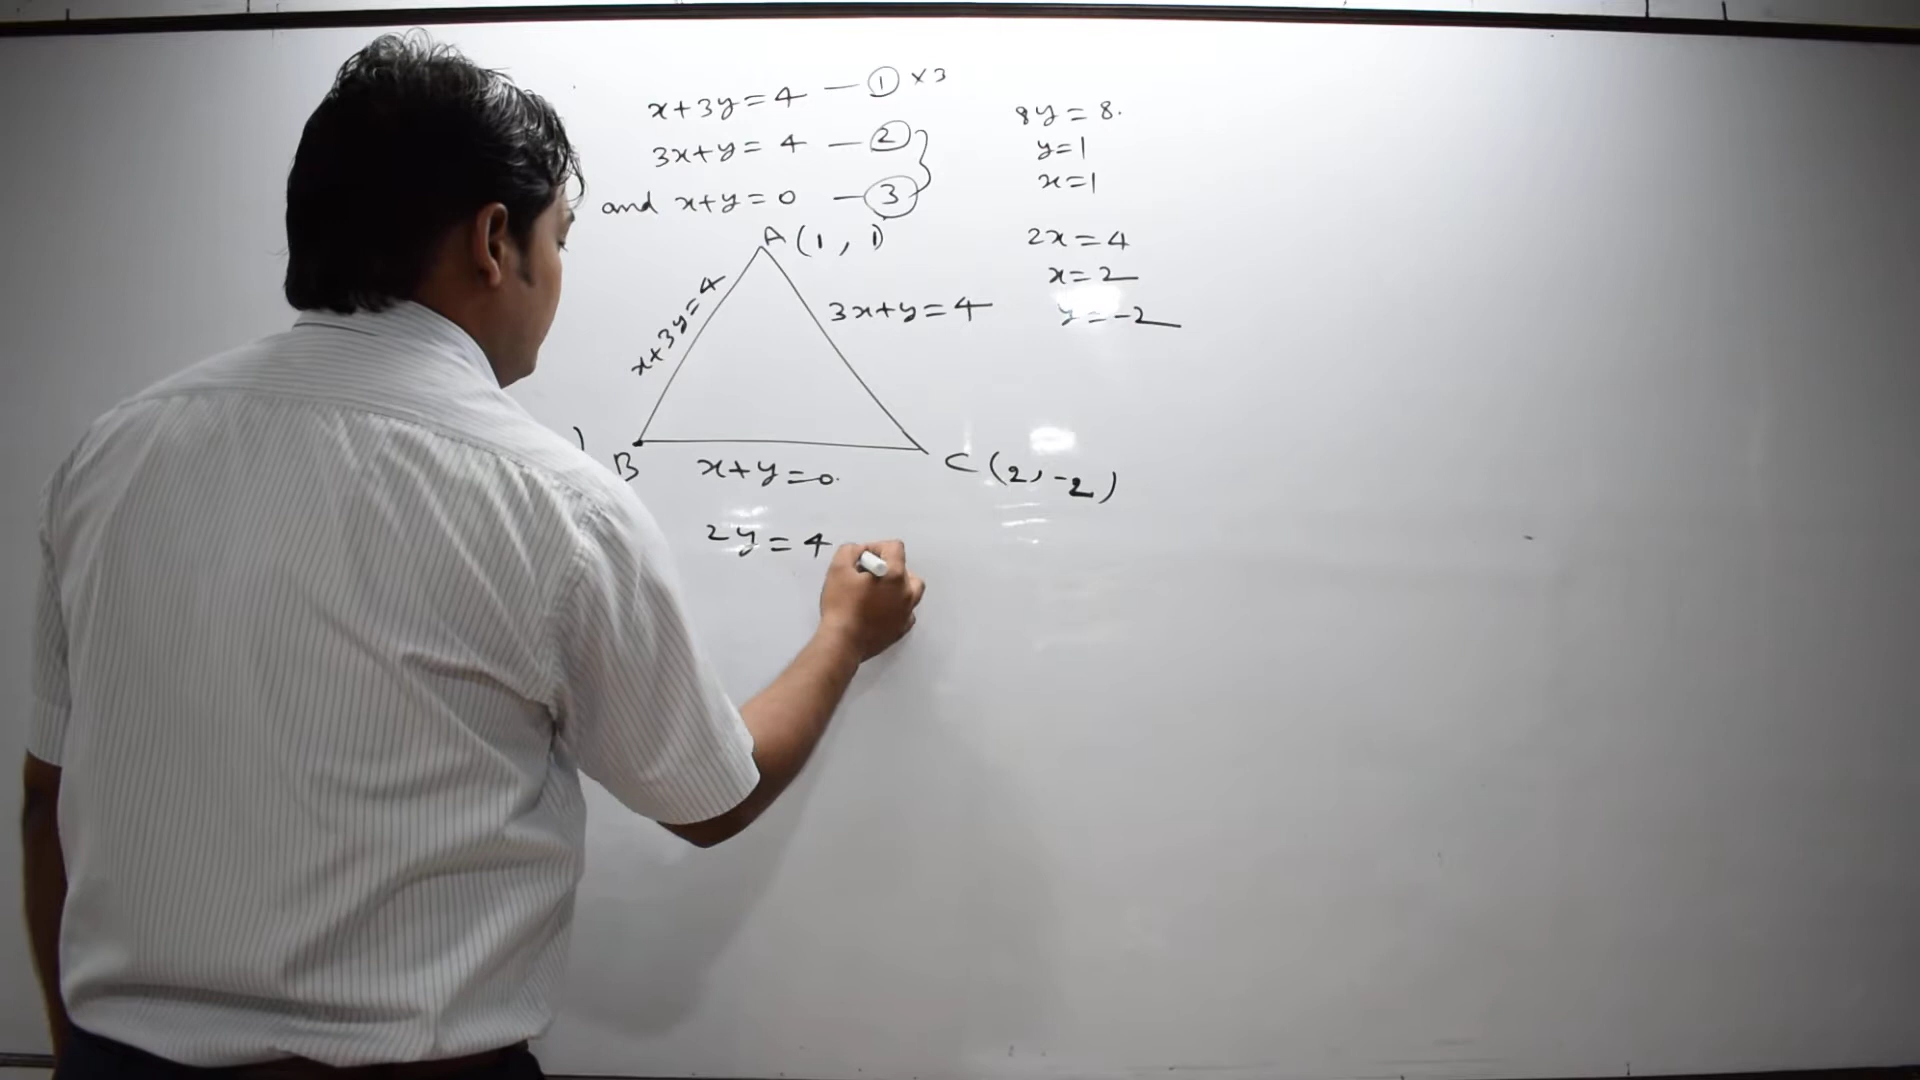 x+3y=4 — ① ×3
3x+y=4 — ②
and x+y=0 — ③
8y=8.
y=1
x=1
2x=4
x=2
y=-2
A(1, 1)
x+3y=4
3x+y=4
)
B
x+y=0.
C(2,-2)
2y=4